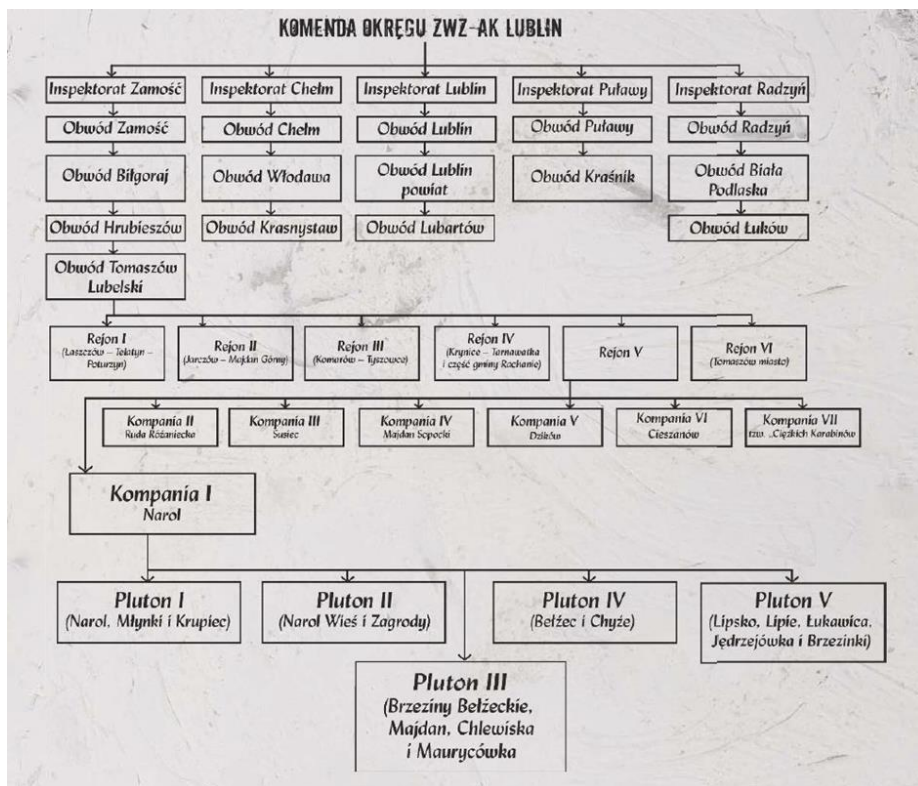 KOMENDA OKRĘGU ZWZ-AK LUBLIN
Inspektorat Zamość
Inspektorat Chełm
Inspektorat Lublin
Inspektorat Puławy
Inspektorat Radzyń
Obwód Zamość
Obwód Chełm
Obwód Lublin
Obwód Puławy
Obwód Radzyń
Obwód Biłgoraj
Obwód Włodawa
Obwód Lublin
powiat
Obwód Kraśnik
Obwód Biała
Podlaska
Obwód Hrubieszów
Obwód Krasnystaw
Obwód Lubartów
Obwód Łuków
Obwód Tomaszów
Lubelski
Rejon I
(Łaszczów – Telatyn –
Poturzyn)
Rejon II
(Jarczów – Majdan Górny)
Rejon III
(Komarów – Tyszowce)
Rejon IV
(Krynice – Tarnawatka
i część gminy Rachanie)
Rejon V
Rejon VI
(Tomaszów miasto)
Kompania II
Ruda Różaniecka
Kompania III
Susiec
Kompania IV
Majdan Sopocki
Kompania V
Dzików
Kompania VI
Cieszanów
Kompania VII
tzw. „Ciężkich Karabinów
Kompania I
Narol
Pluton I
(Narol, Młynki i Krupiec)
Pluton II
(Narol Wieś i Zagrody)
Pluton IV
(Bełżec i Chyże)
Pluton V
(Lipsko, Lipie, Łukawica,
Jędrzejówka i Brzezinki)
Pluton III
(Brzeziny Bełżeckie,
Majdan, Chlewiska
i Maurycówka